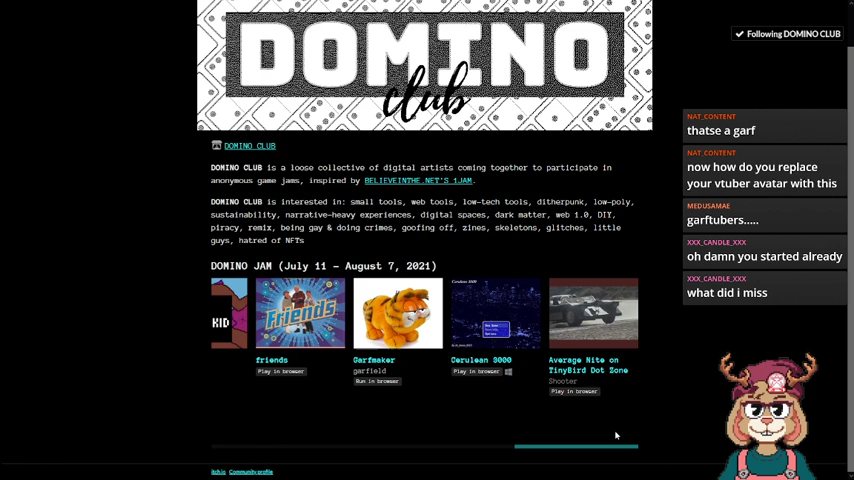 DOMINO
club
Following DOMINO CLUB
DOMINO CLUB
DOMINO CLUB is a loose collective of digital artists coming together to participate in
anonymous game jams, inspired by BELIEVEINTHE.NET'S 1JAM.
DOMINO CLUB is interested in: small tools, web tools, low-tech tools, ditherpunk, low-poly,
sustainability, narrative-heavy experiences, digital spaces, dark matter, web 1.0, DIY,
piracy, remix, being gay & doing crimes, goofing off, zines, skeletons, glitches, little
guys, hatred of NFTs
DOMINO JAM (July 11 - August 7, 2021)
KID
Friends
Cerulean 3000
friends
Play in browser
Garfmaker
garfield
Run in browser
Cerulean 3000
Play in browser
Average Nite on
TinyBird Dot Zone
Shooter
Play in browser
itch.io Community profile
NAT_CONTENT
thatse a garf
NAT_CONTENT
now how do you replace
your vtuber avatar with this
MEDUSAMAE
garftubers.....
XXX_CANDLE_XXX
oh damn you started already
XXX_CANDLE_XXX
what did i miss